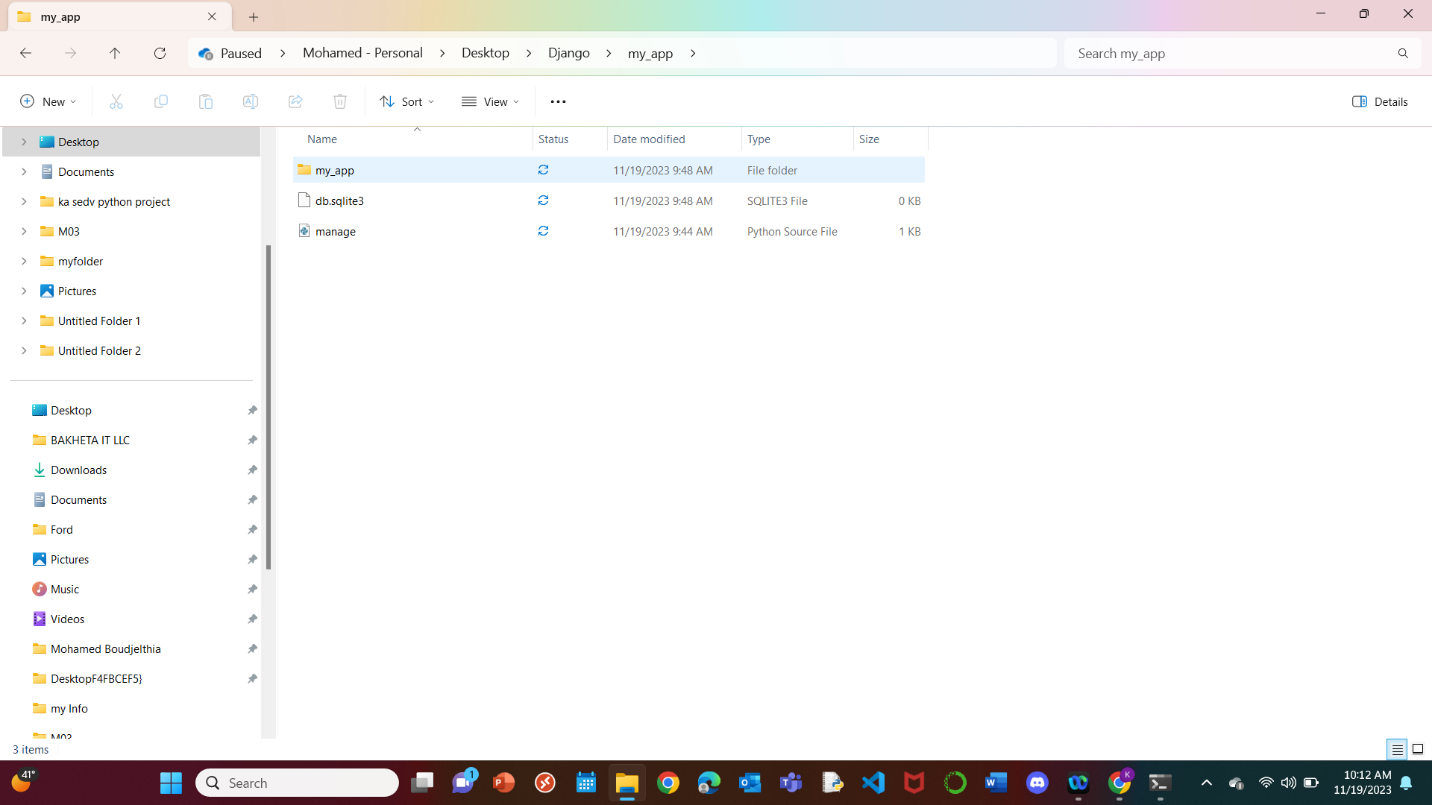 my_app
Paused Mohamed - Personal Desktop Django my_app
Search my_app
New Sort View Details
Name Status Date modified Type Size
my_app 11/19/2023 9:48 AM File folder
db.sqlite3 11/19/2023 9:48 AM SQLITE3 File 0 KB
manage 11/19/2023 9:44 AM Python Source File 1 KB
Desktop
Documents
ka sedv python project
M03
myfolder
Pictures
Untitled Folder 1
Untitled Folder 2
Desktop
BAKHETA IT LLC
Downloads
Documents
Ford
Pictures
Music
Videos
Mohamed Boudjelthia
DesktopF4FBCEF5}
my Info
M03
3 items
41°
Search
1
K
10:12 AM
11/19/2023